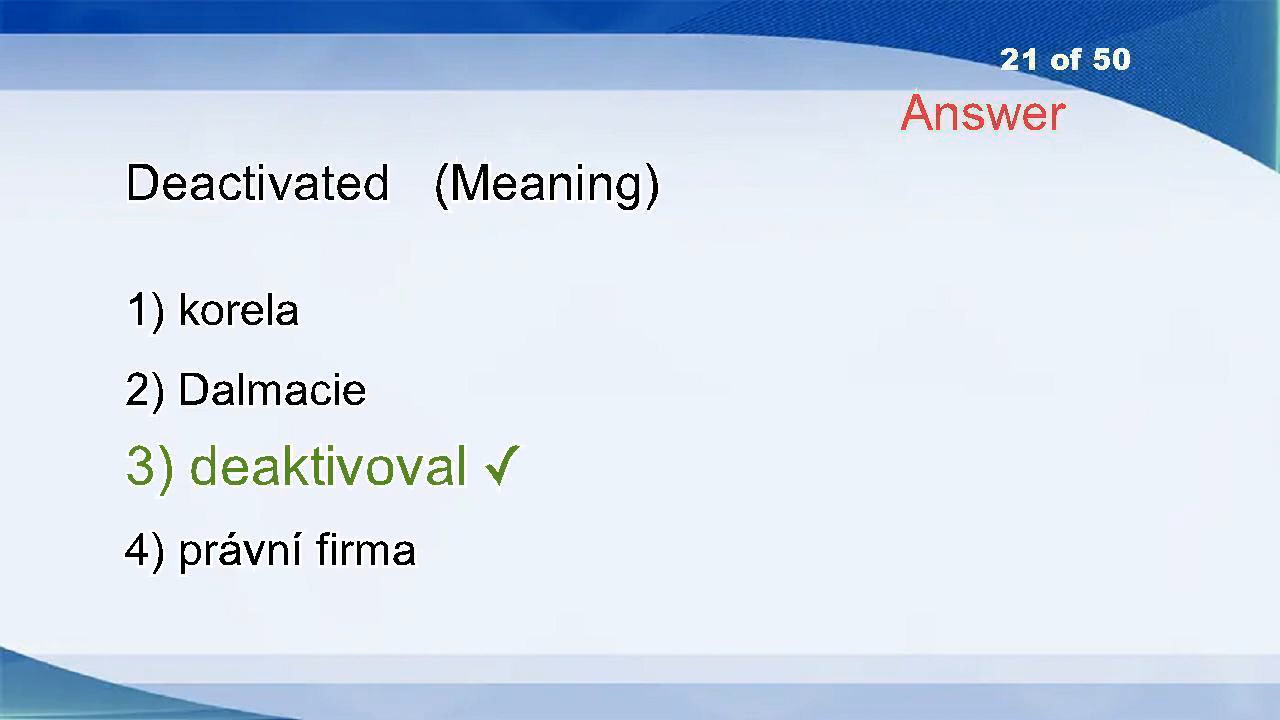 21 of 50
Answer
Deactivated (Meaning)
1) korela
2) Dalmacie
3) deaktivoval ✓
4) právní firma